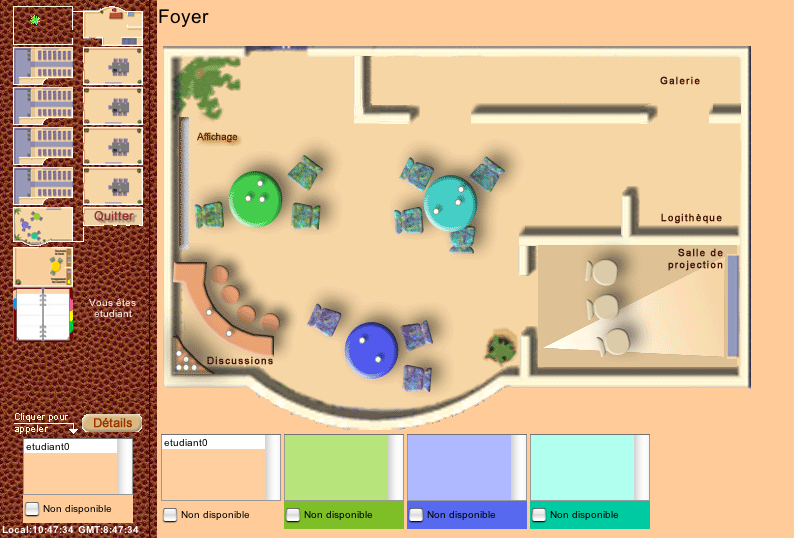 Foyer
Galerie
Affichage
Quitter
Logithèque
Salle de
projection
Vous êtes
etudiant
Discussions
Cliquer pour
appeler
Détails
etudiant0
Non disponible
etudiant0
Non disponible
Non disponible
Non disponible
Non disponible
Local:10:47:34 GMT:8:47:34